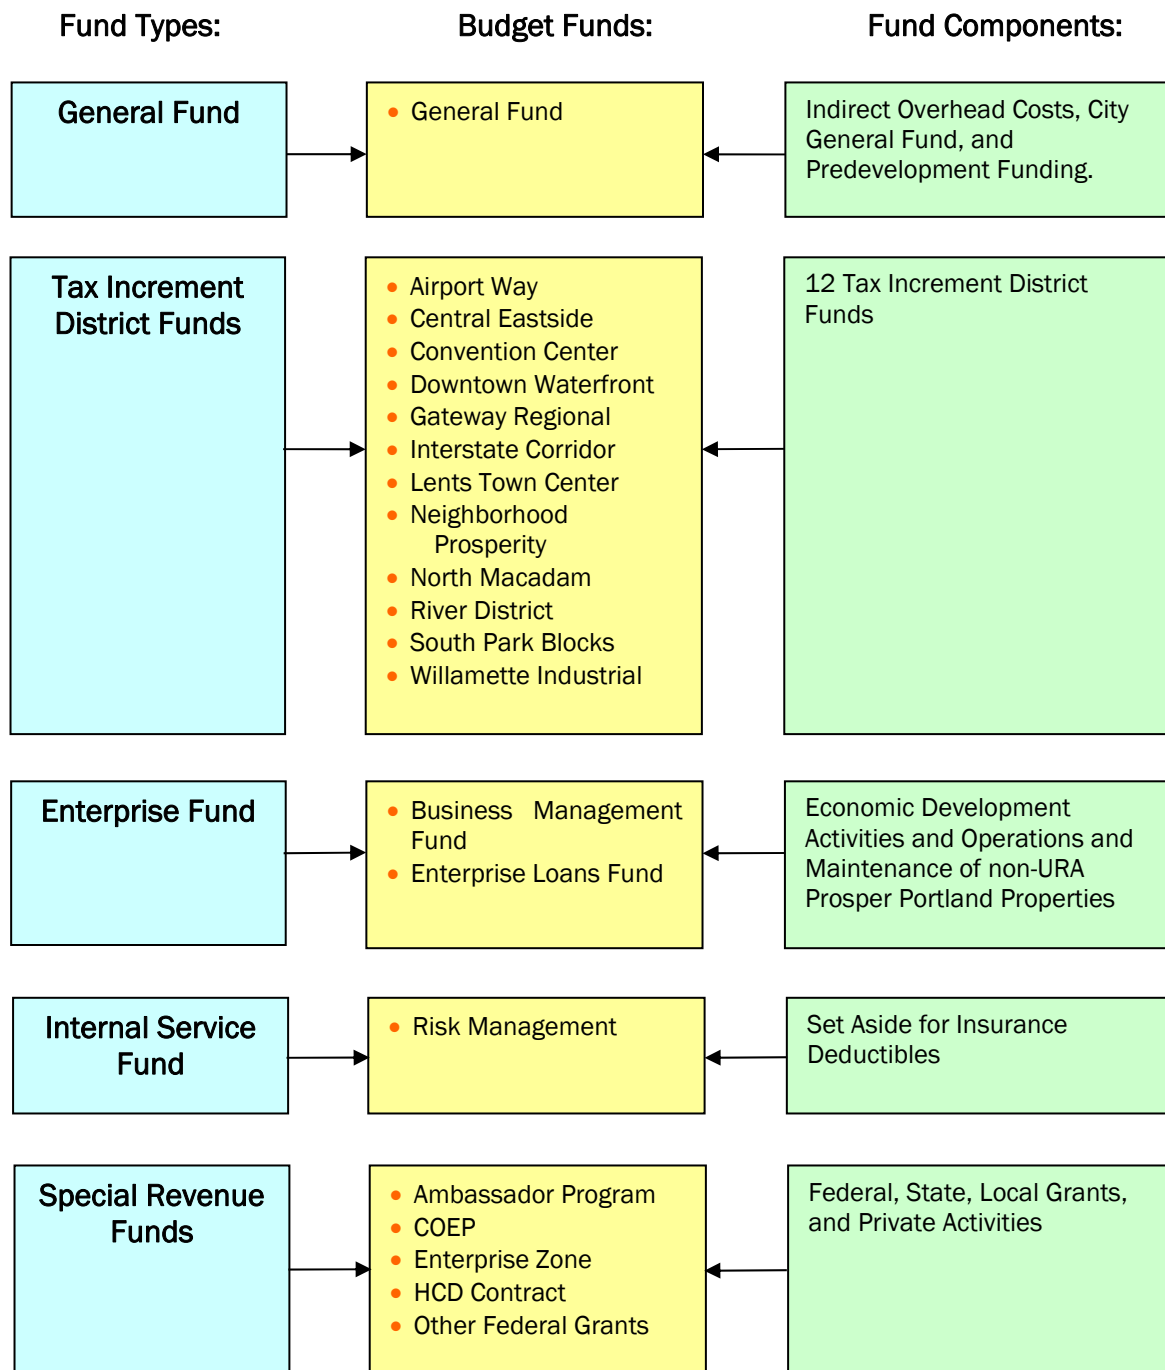 Fund Types:
Budget Funds:
Fund Components:
General Fund
• General Fund
Indirect Overhead Costs, City
General Fund, and
Predevelopment Funding.
Tax Increment
District Funds
• Airport Way
• Central Eastside
• Convention Center
• Downtown Waterfront
• Gateway Regional
• Interstate Corridor
• Lents Town Center
• Neighborhood
Prosperity
• North Macadam
• River District
• South Park Blocks
• Willamette Industrial
12 Tax Increment District
Funds
Enterprise Fund
• Business Management
Fund
• Enterprise Loans Fund
Economic Development
Activities and Operations and
Maintenance of non-URA
Prosper Portland Properties
Internal Service
Fund
• Risk Management
Set Aside for Insurance
Deductibles
Special Revenue
Funds
• Ambassador Program
• COEP
• Enterprise Zone
• HCD Contract
• Other Federal Grants
Federal, State, Local Grants,
and Private Activities